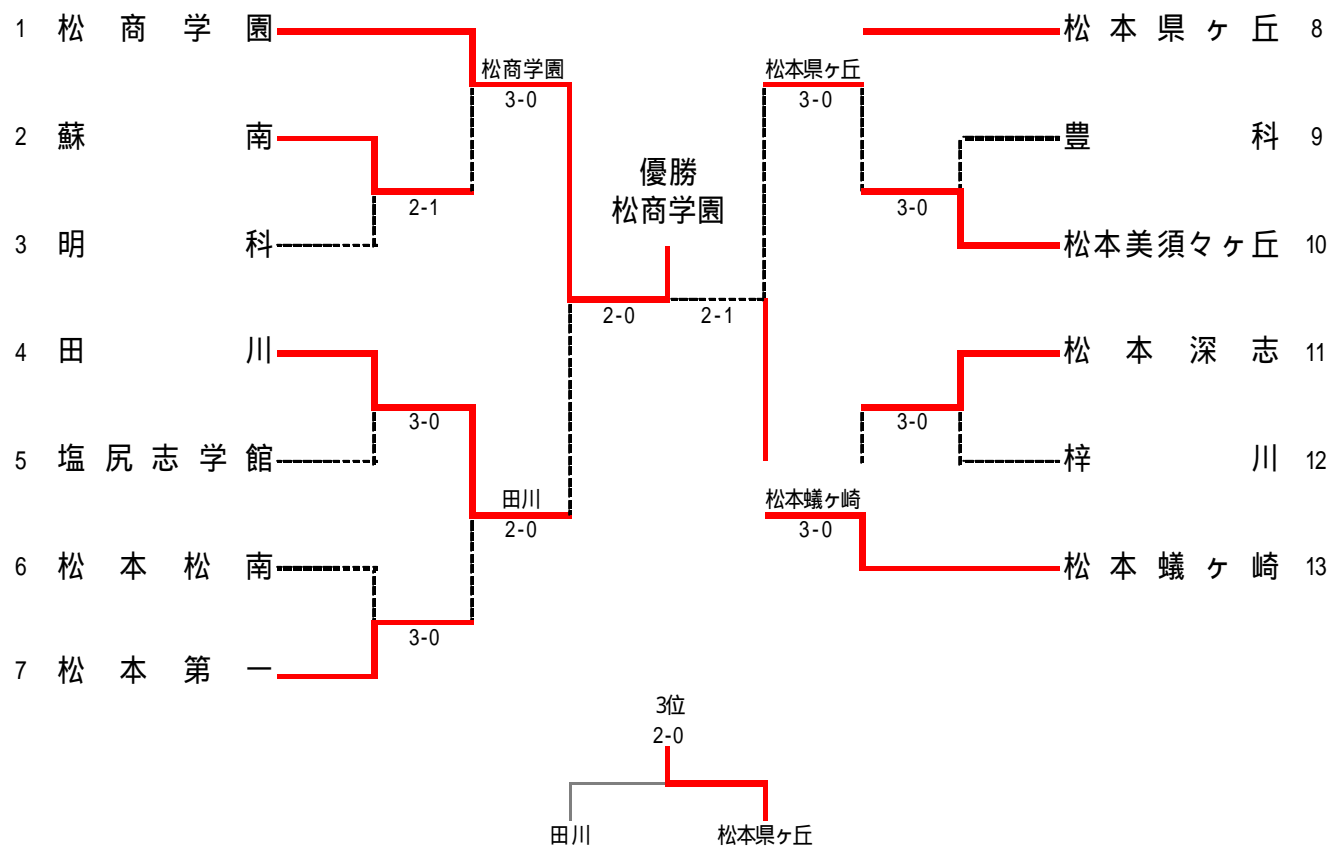 1 松商学園
2 蘇南
3 明科
4 田川
5 塩尻志学館
6 松本松南
7 松本第一
松商学園
3-0
2-1
3-0
田川
2-0
3-0
優勝
松商学園
2-0
2-1
松本県ヶ丘
3-0
3-0
3-0
松本蟻ヶ崎
3-0
松本県ヶ丘 8
豊科 9
松本美須々ヶ丘 10
松本深志 11
梓川 12
松本蟻ヶ崎 13
3位
2-0
田川
松本県ヶ丘